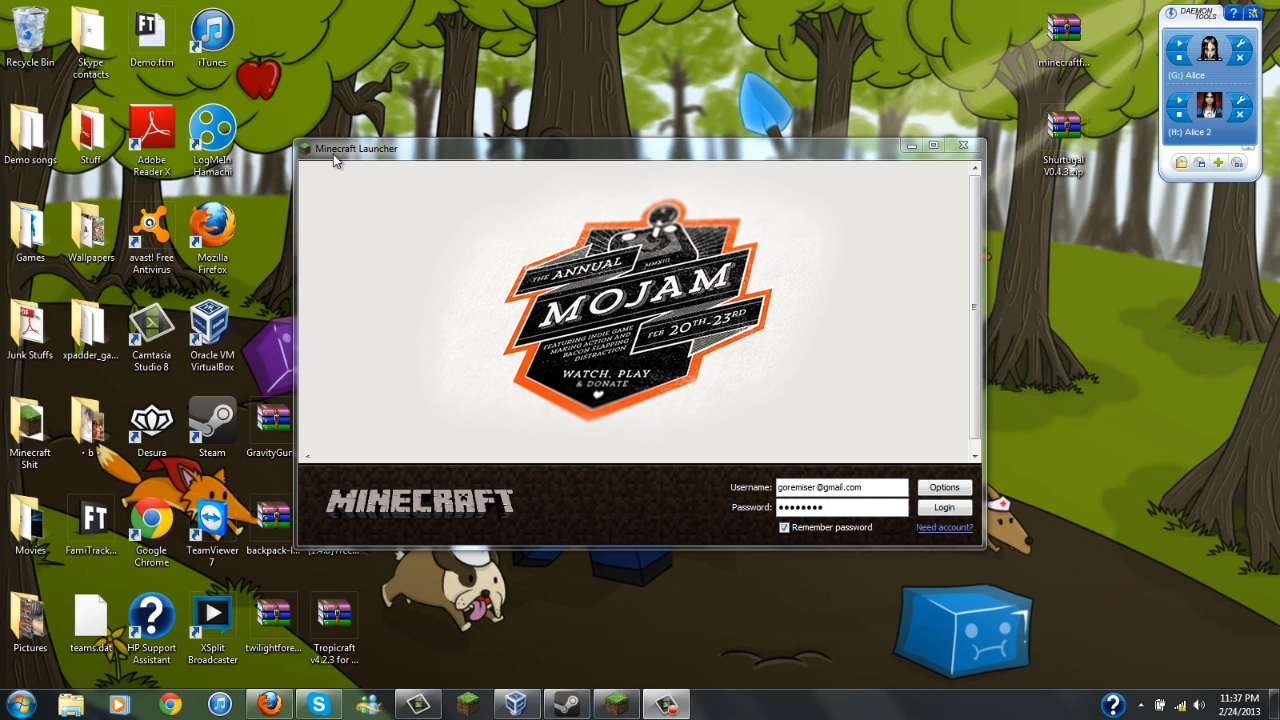 Recycle Bin
Skype
contacts
Demo.ftm
iTunes
Demo songs
Stuff
Adobe
Reader X
LogMeIn
Hamachi
Games
Wallpapers
avast! Free
Antivirus
Mozilla
Firefox
Junk Stuffs
xpadder_ga...
Camtasia
Studio 8
Oracle VM
VirtualBox
Minecraft
Shit
• b
Desura
Steam
GravityGun
Movies
FamiTrack...
Google
Chrome
TeamViewer
7
backpack-1
Pictures
teams.dat
HP Support
Assistant
XSplit
Broadcaster
twilightfore...
Tropicraft
v4.2.3 for ...
Minecraft Launcher
THE ANNUAL
MMXIII
MOJAM
FEATURING INDIE GAME
MAKING ACTION AND
BACON SLAPPING
DISTRACTION
FEB 20TH-23RD
WATCH, PLAY
& DONATE
MINECRAFT
Username:
goremiser@gmail.com
Options
Password:
••••••••
Login
Remember password
Need account?
minecraftf...
Shurtugal
V0.4.3.zip
DAEMON
TOOLS
(G:) Alice
(H:) Alice 2
11:37 PM
2/24/2013